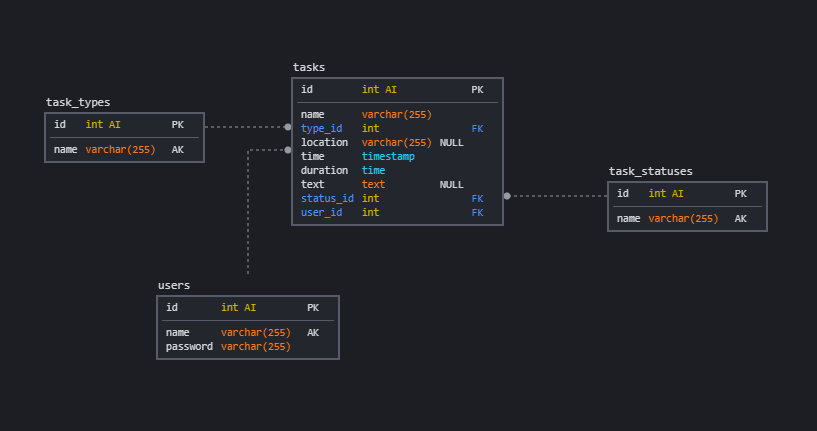 tasks
id int AI PK
name varchar(255)
type_id int FK
location varchar(255) NULL
time timestamp
duration time
text text NULL
status_id int FK
user_id int FK
task_types
id int AI PK
name varchar(255) AK
task_statuses
id int AI PK
name varchar(255) AK
users
id int AI PK
name varchar(255) AK
password varchar(255)